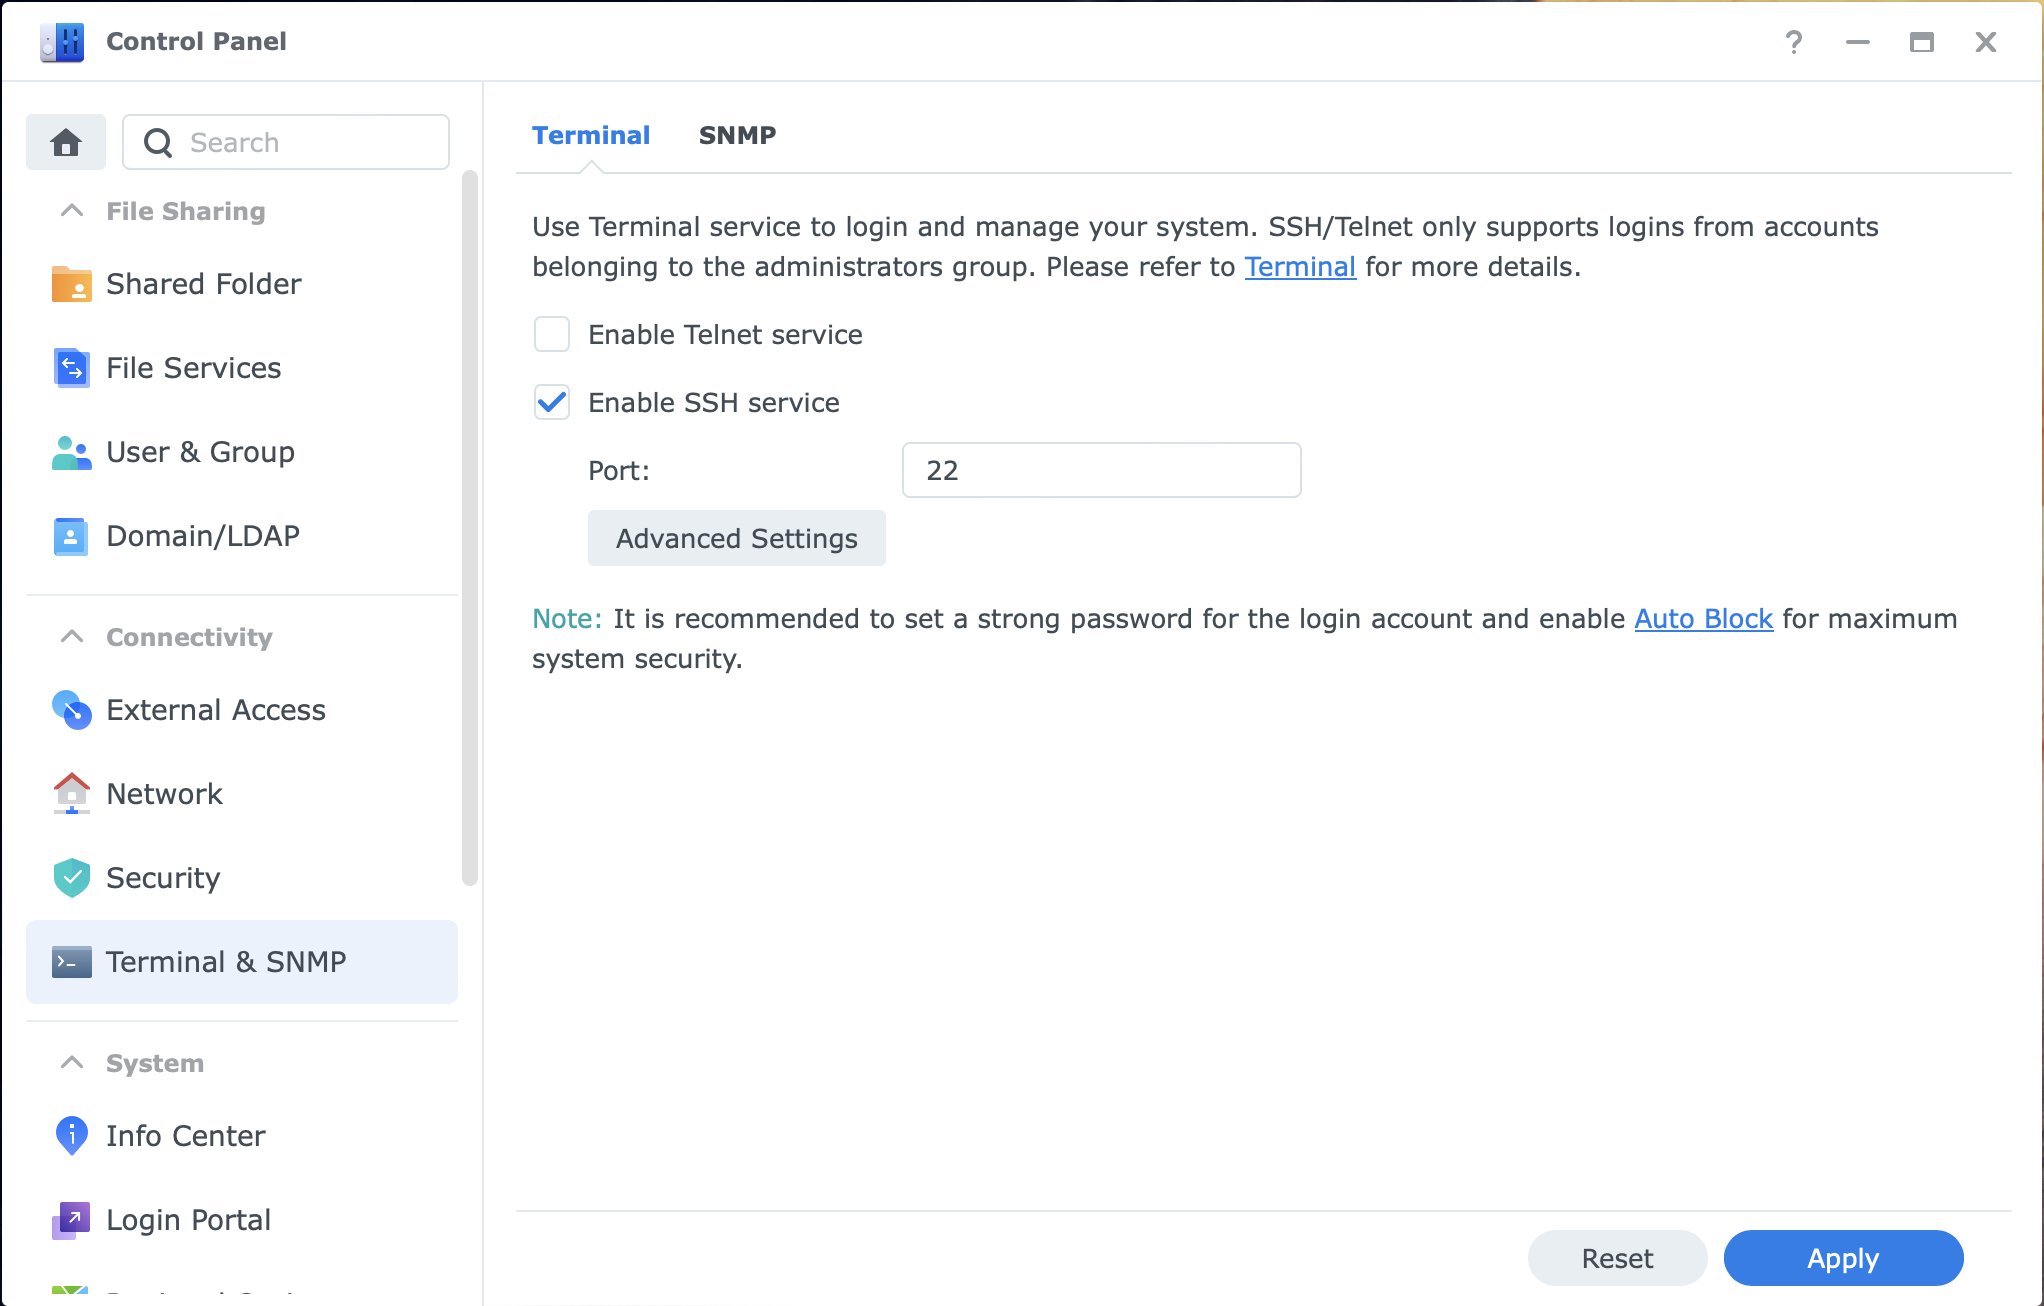 Control Panel
Search
File Sharing
Shared Folder
File Services
User & Group
Domain/LDAP
Connectivity
External Access
Network
Security
Terminal & SNMP
System
Info Center
Login Portal
Terminal
SNMP
Use Terminal service to login and manage your system. SSH/Telnet only supports logins from accounts
belonging to the administrators group. Please refer to Terminal for more details.
Enable Telnet service
Enable SSH service
Port:
22
Advanced Settings
Note: It is recommended to set a strong password for the login account and enable Auto Block for maximum
system security.
Reset
Apply